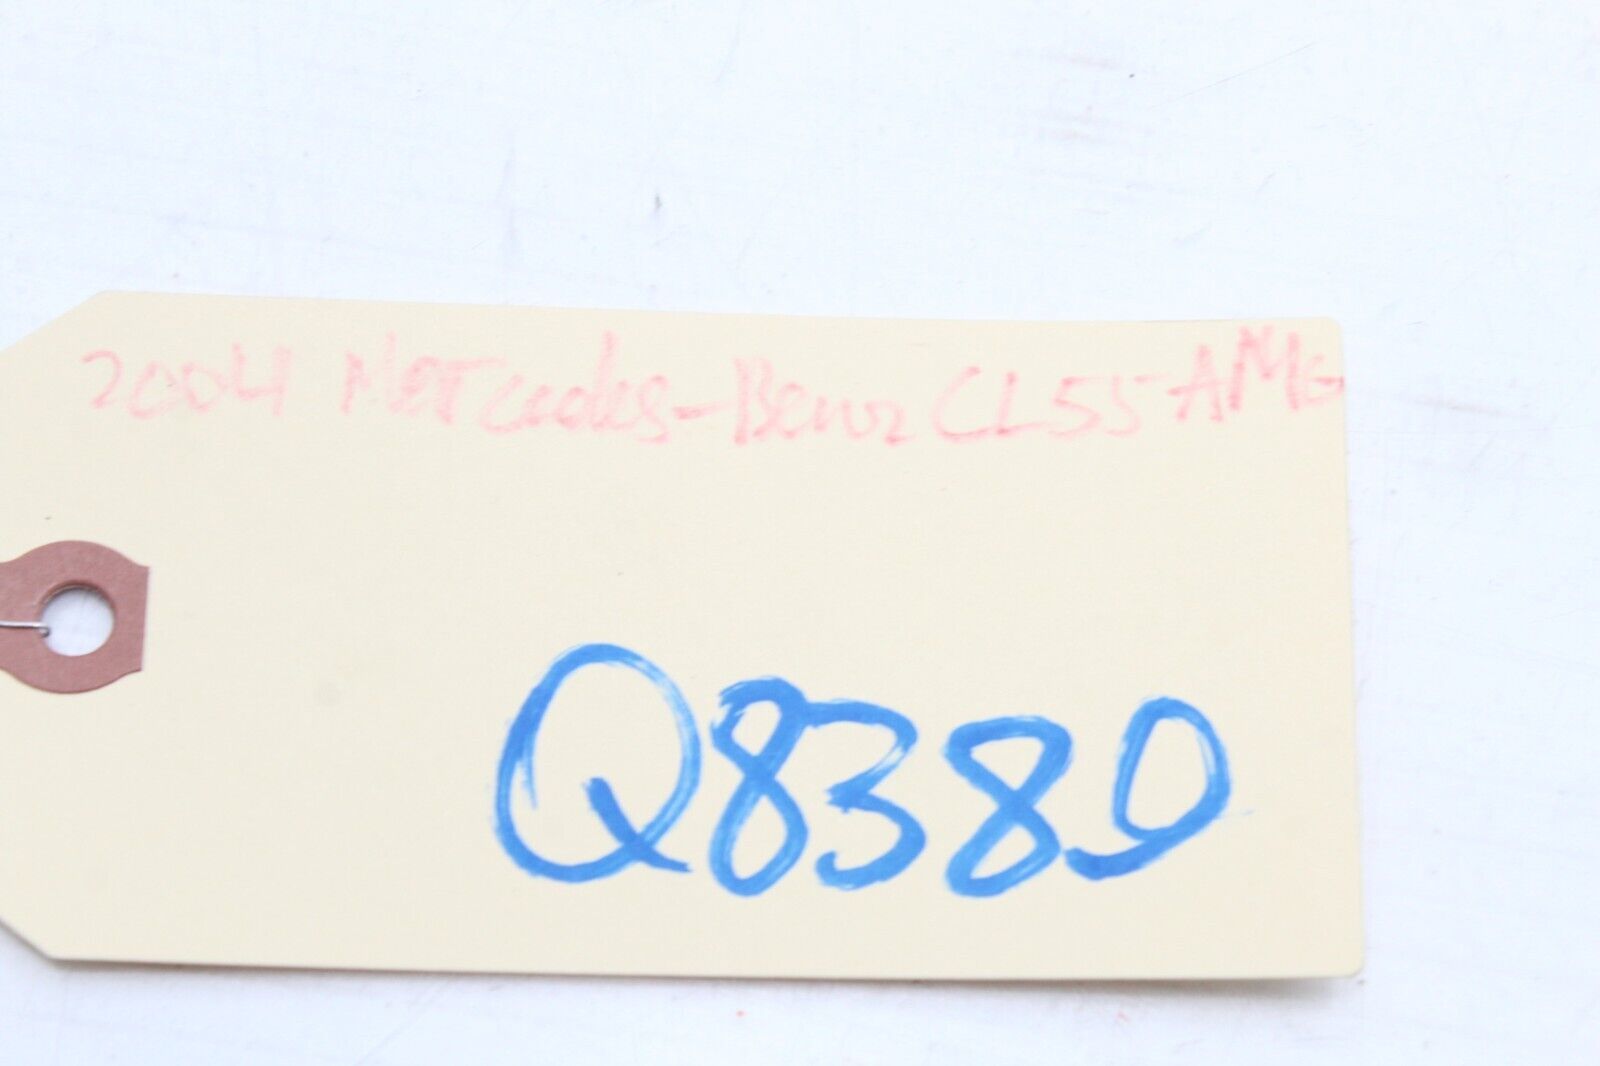 2004 Mercedes-Benz CL55 AMG
Q8389